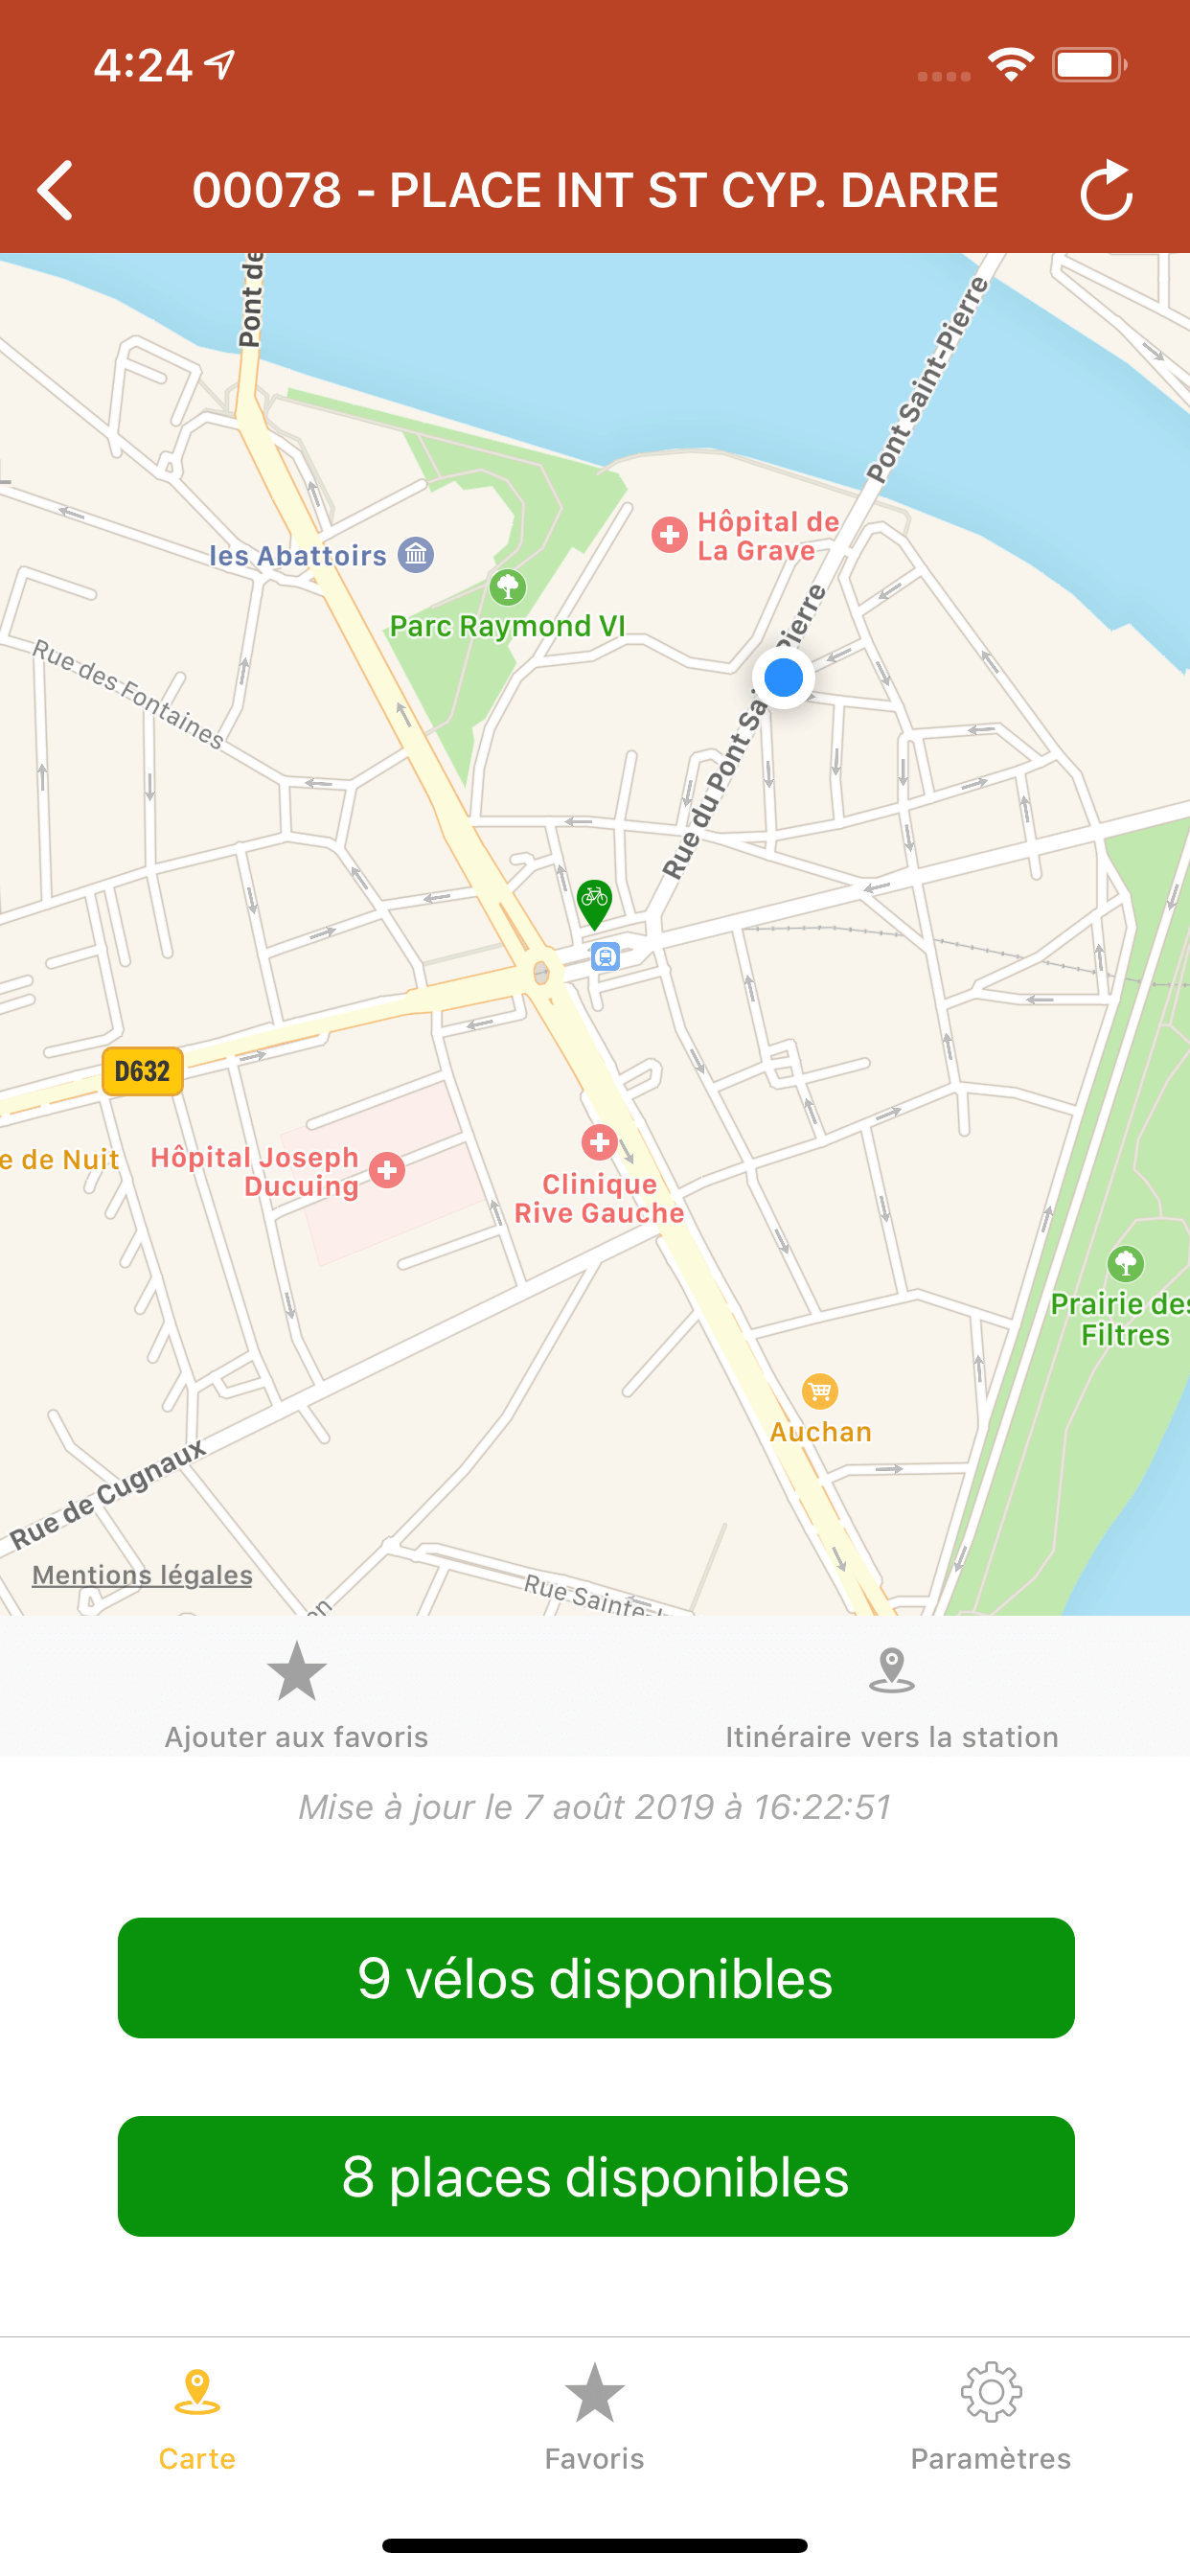 4:24
00078 - PLACE INT ST CYP. DARRE
Pont de
Pont Saint-Pierre
Hôpital de
La Grave
les Abattoirs
Parc Raymond VI
Rue des Fontaines
Rue du Pont Sa
Pierre
D632
e de Nuit
Hôpital Joseph
Ducuing
Clinique
Rive Gauche
Prairie des
Filtres
Auchan
Rue de Cugnaux
Mentions légales
Rue Sainte-
en
Ajouter aux favoris
Itinéraire vers la station
Mise à jour le 7 août 2019 à 16:22:51
9 vélos disponibles
8 places disponibles
Carte
Favoris
Paramètres